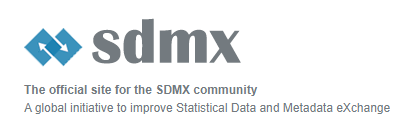 sdmx
The official site for the SDMX community
A global initiative to improve Statistical Data and Metadata eXchange